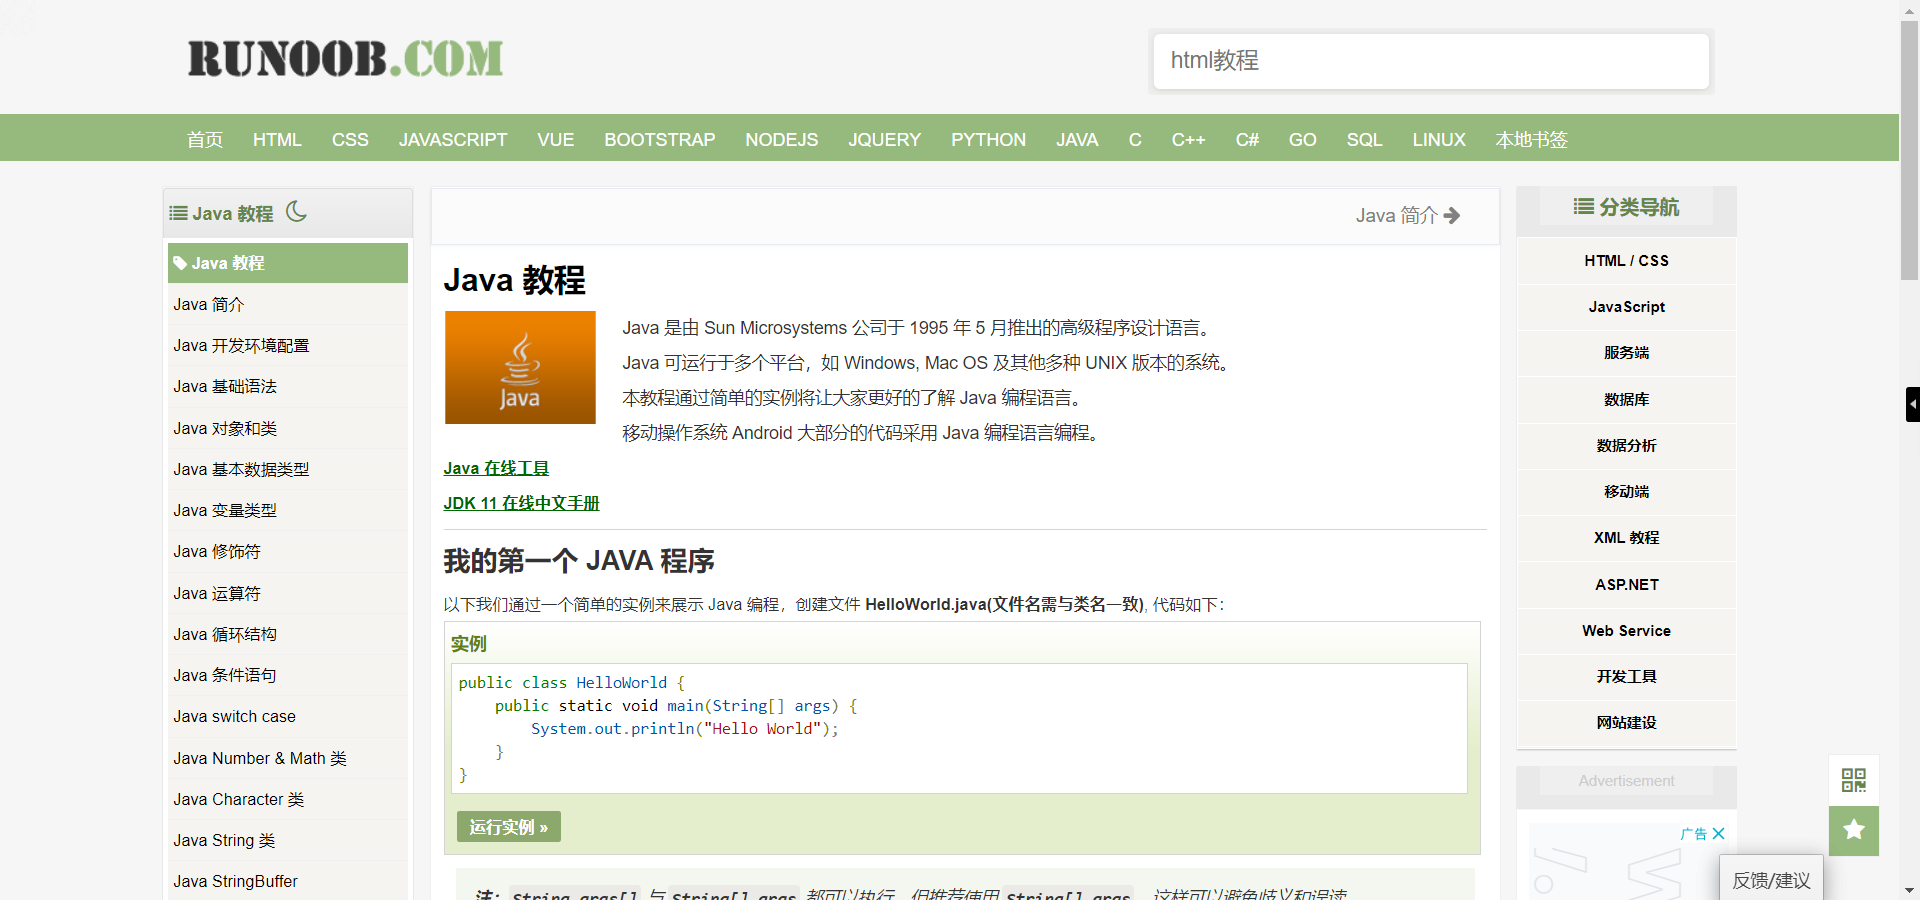 RUNOOB.COM
html教程
首页 HTML CSS JAVASCRIPT VUE BOOTSTRAP NODEJS JQUERY PYTHON JAVA C C++ C# GO SQL LINUX 本地书签
Java 教程
Java 教程
Java 简介
Java 开发环境配置
Java 基础语法
Java 对象和类
Java 基本数据类型
Java 变量类型
Java 修饰符
Java 运算符
Java 循环结构
Java 条件语句
Java switch case
Java Number & Math 类
Java Character 类
Java String 类
Java StringBuffer
Java 简介
Java 教程
Java
Java 是由 Sun Microsystems 公司于 1995 年 5 月推出的高级程序设计语言。
Java 可运行于多个平台，如 Windows, Mac OS 及其他多种 UNIX 版本的系统。
本教程通过简单的实例将让大家更好的了解 Java 编程语言。
移动操作系统 Android 大部分的代码采用 Java 编程语言编程。
Java 在线工具
JDK 11 在线中文手册
我的第一个 JAVA 程序
以下我们通过一个简单的实例来展示 Java 编程，创建文件 HelloWorld.java(文件名需与类名一致), 代码如下：
实例
public class HelloWorld {
    public static void main(String[] args) {
        System.out.println("Hello World");
    }
}
运行实例 »
注：String args[] 与 String[] args 都可以执行，但推荐使用 String[] args，这样可以避免歧义和误读。
分类导航
HTML / CSS
JavaScript
服务端
数据库
数据分析
移动端
XML 教程
ASP.NET
Web Service
开发工具
网站建设
Advertisement
广告
反馈/建议